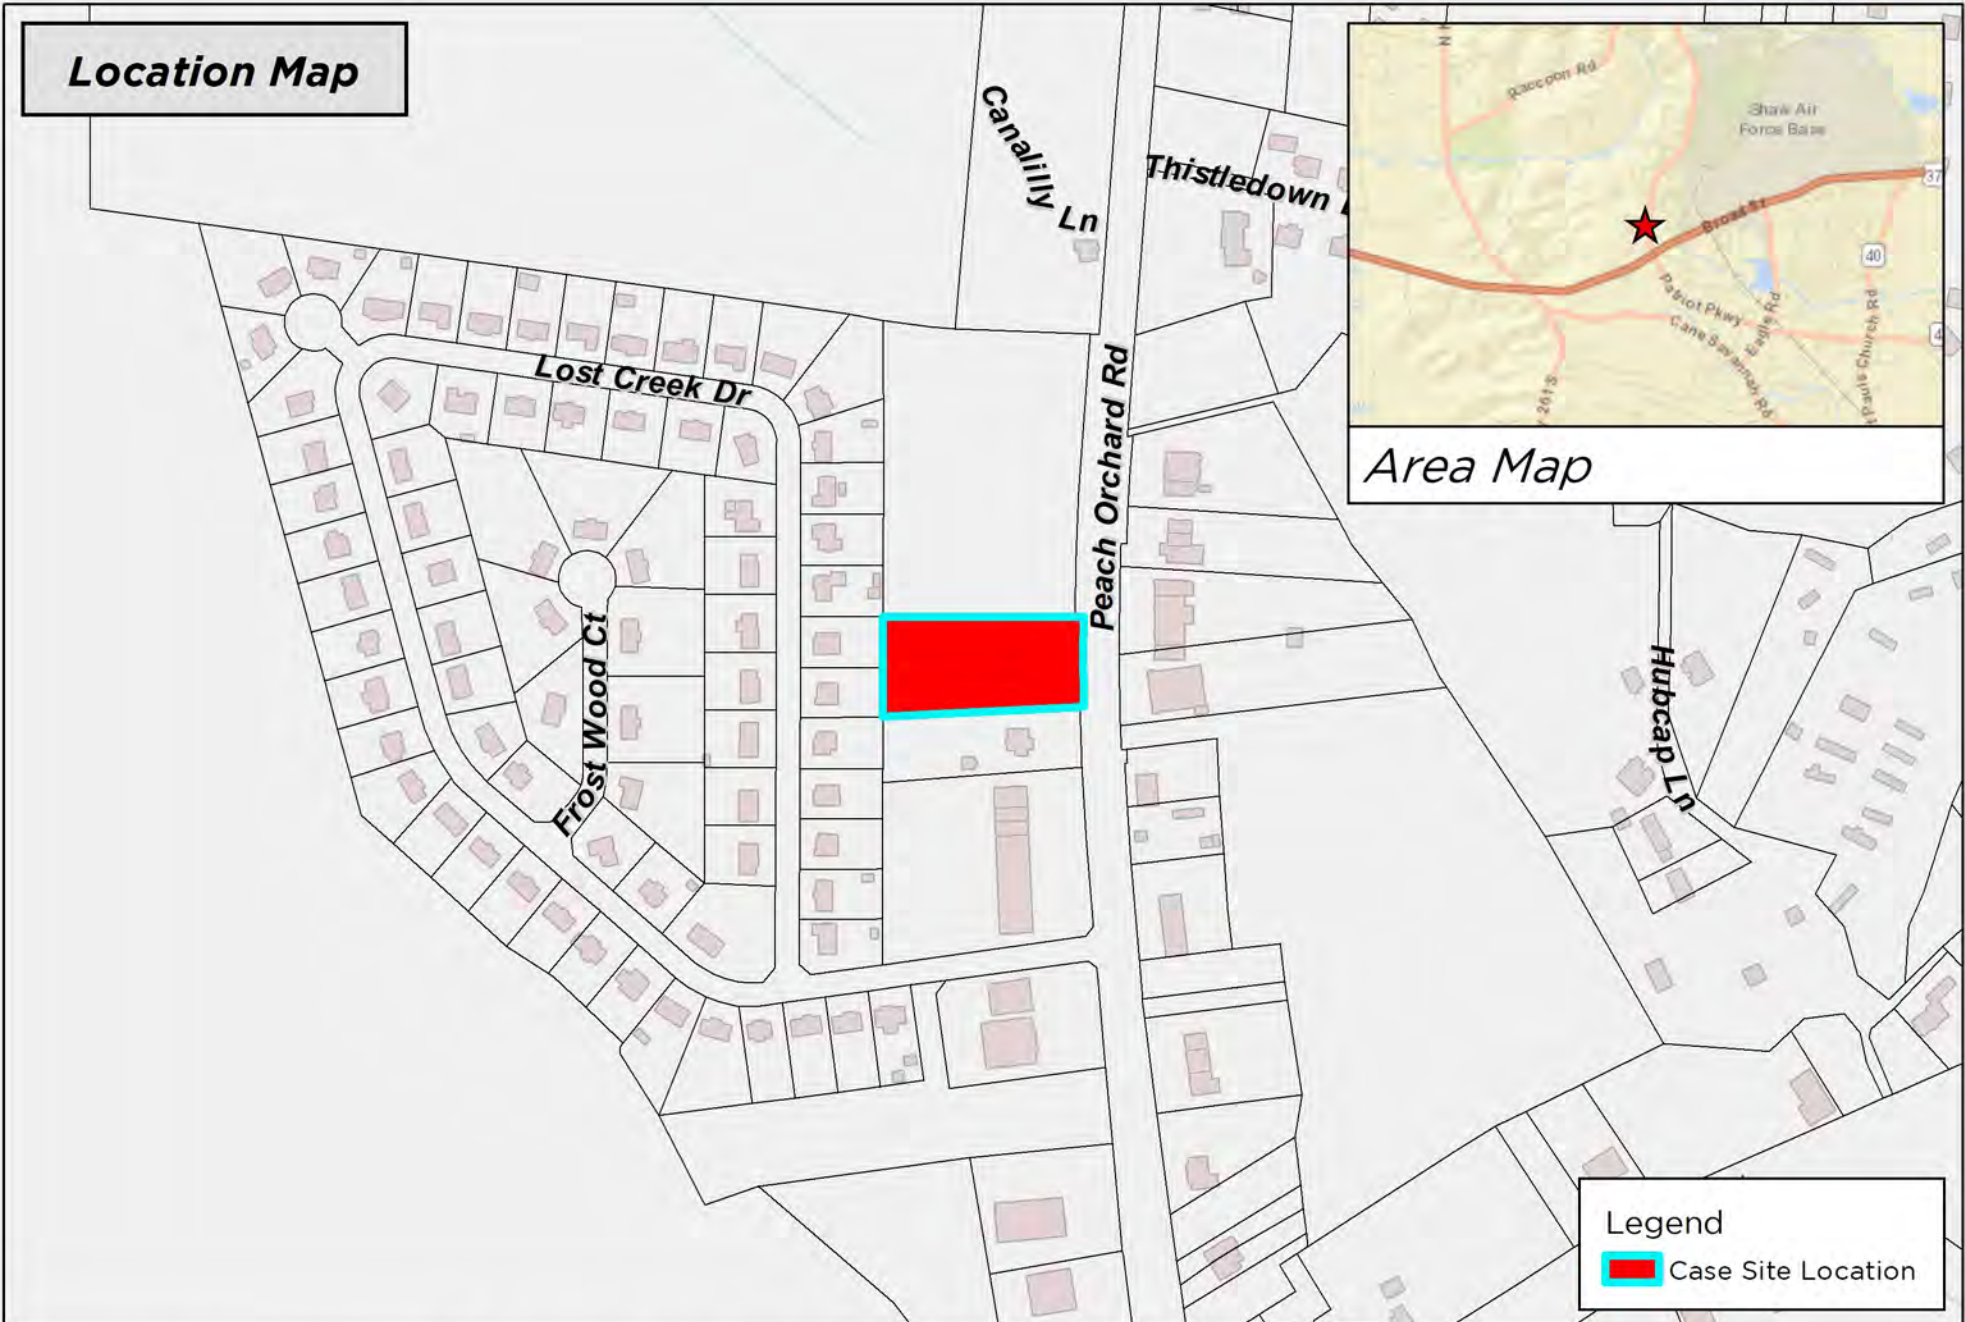 Location Map
Canalilly Ln
Thistledown
Lost Creek Dr
Peach Orchard Rd
Frost Wood Ct
Hubcap Ln
N
Raccoon Rd
Shaw Air
Force Base
Broad St
37
40
Patriot Pkwy
Cane Savannah Rd
Eagle Rd
261 S
Church Rd
4
Area Map
Legend
Case Site Location